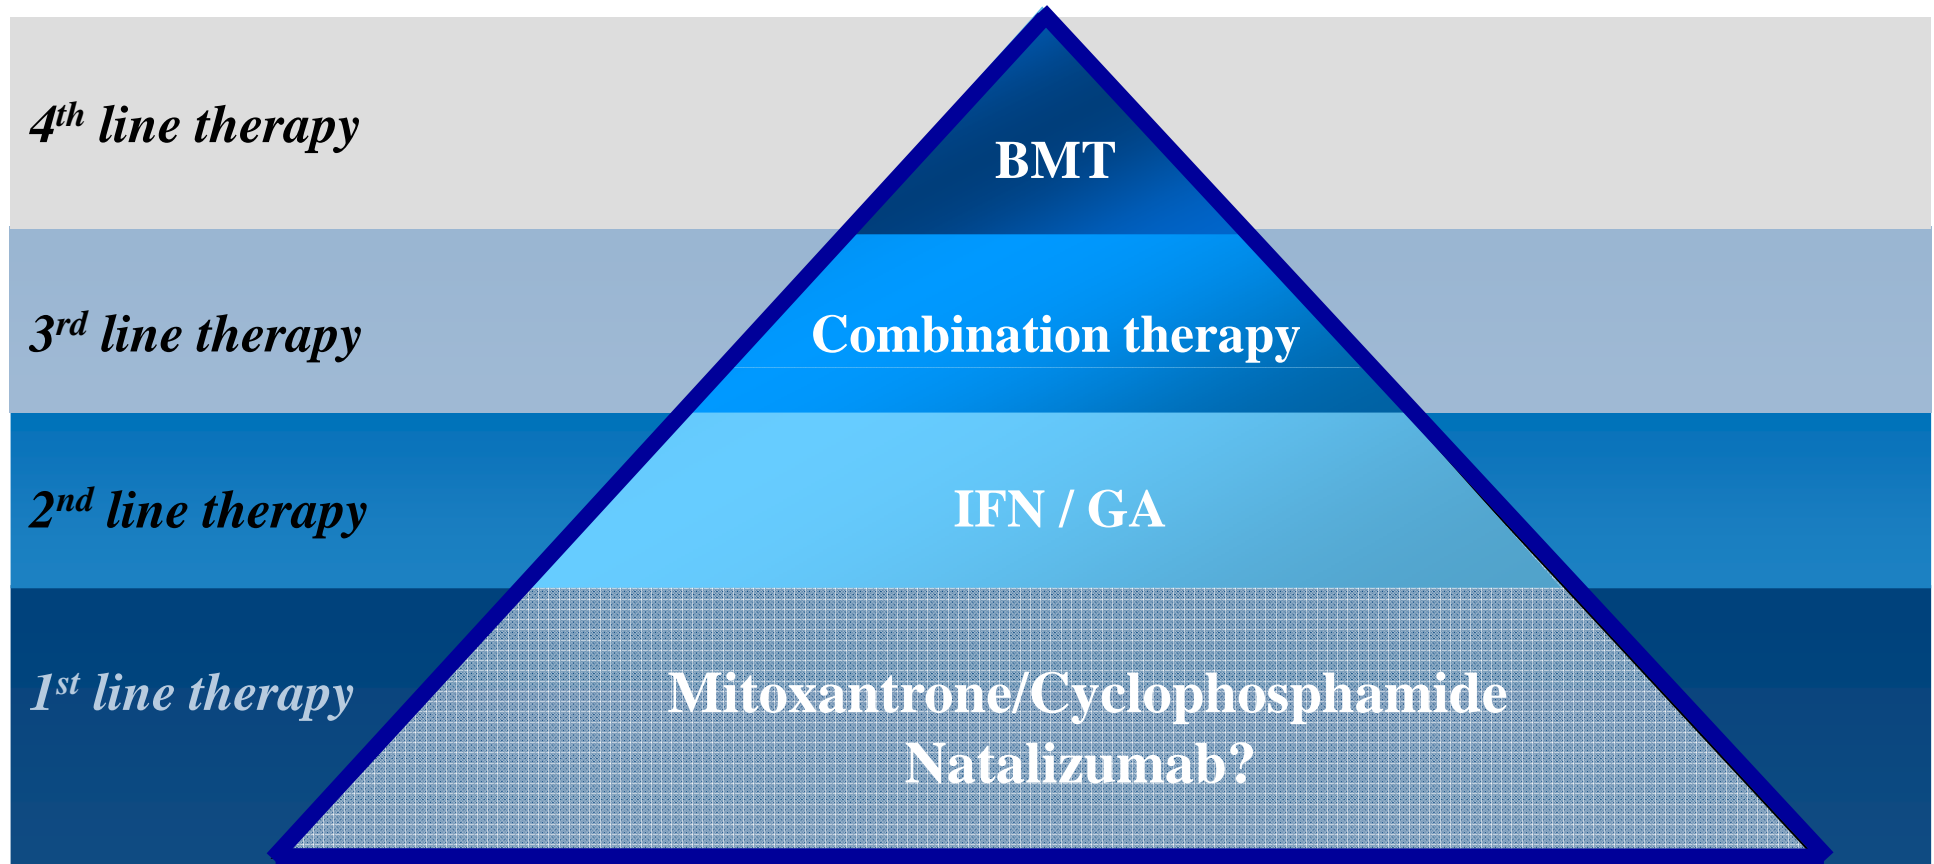 4th line therapy
BMT
3rd line therapy
Combination therapy
2nd line therapy
IFN / GA
1st line therapy
Mitoxantrone/Cyclophosphamide
Natalizumab?